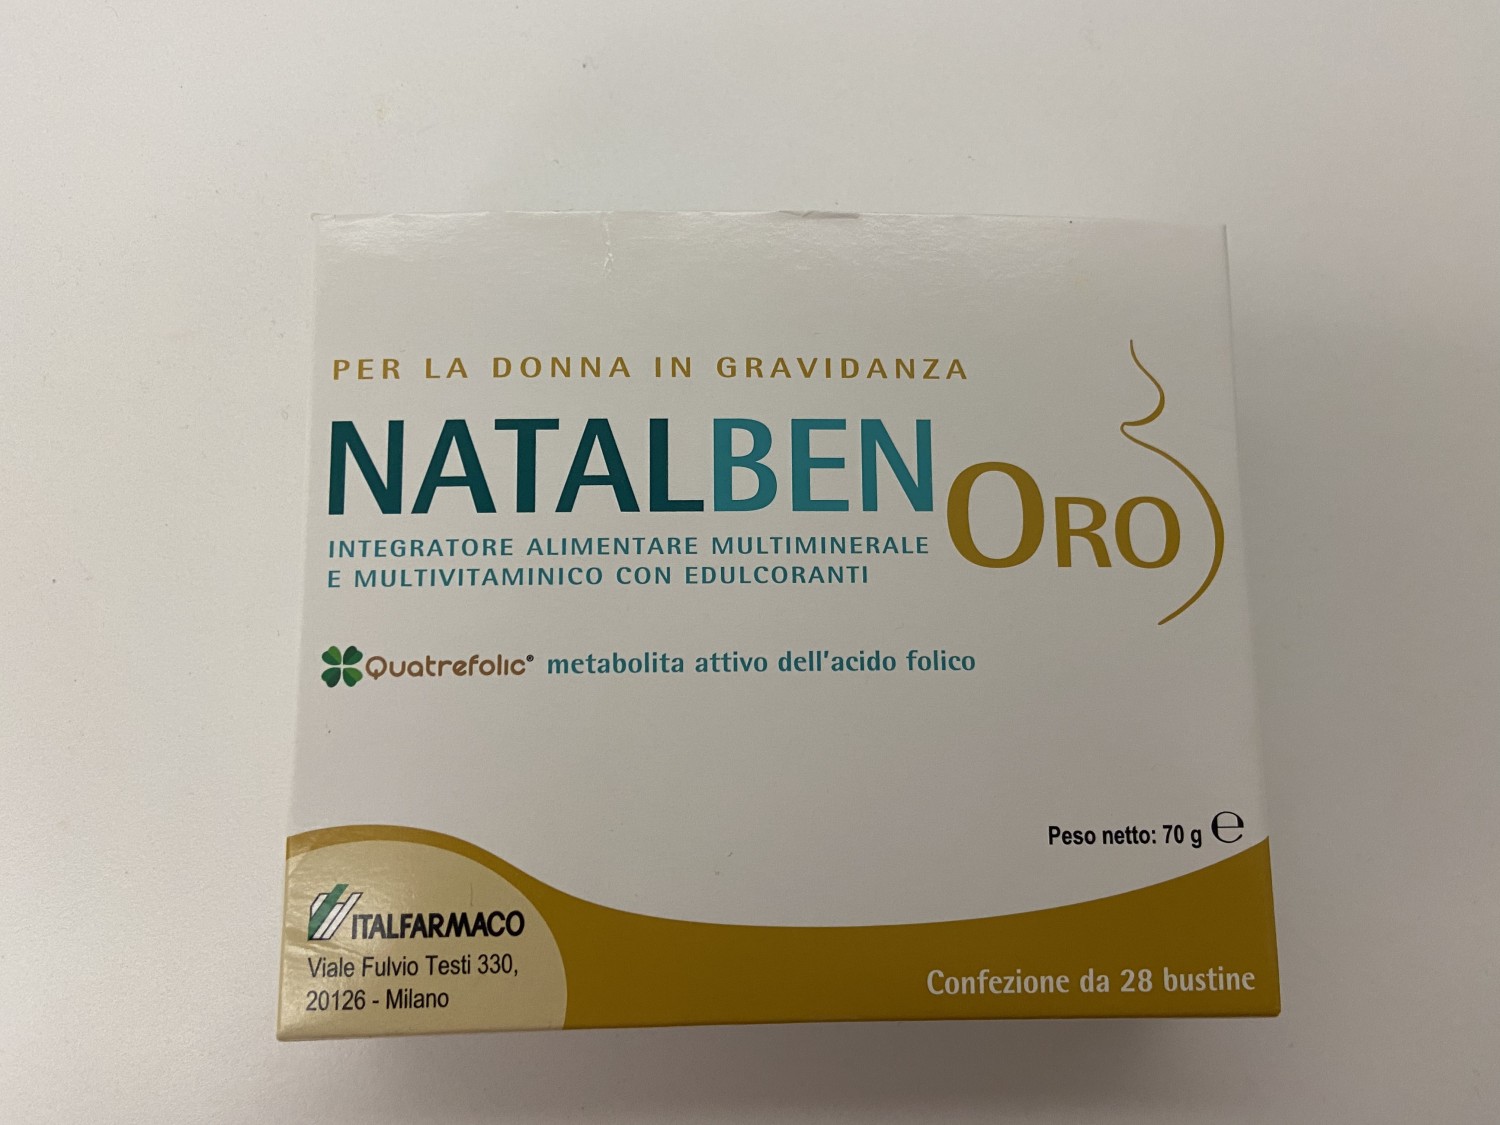 PER LA DONNA IN GRAVIDANZA
NATALBEN ORO
INTEGRATORE ALIMENTARE MULTIMINERALE
E MULTIVITAMINICO CON EDULCORANTI
Quatrefolic® metabolita attivo dell'acido folico
Peso netto: 70 g ℮
ITALFARMACO
Viale Fulvio Testi 330,
20126 - Milano
Confezione da 28 bustine